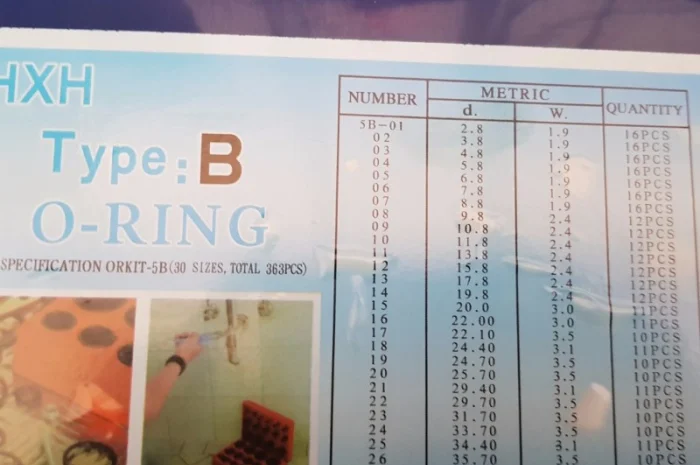 HXH
Type:B
O-RING
SPECIFICATION ORKIT-5B(30 SIZES, TOTAL 363PCS)
NUMBER METRIC QUANTITY
d. W.
5B-01 2.8 1.9 16PCS
02 3.8 1.9 16PCS
03 4.8 1.9 16PCS
04 5.8 1.9 16PCS
05 6.8 1.9 16PCS
06 7.8 1.9 16PCS
07 8.8 1.9 16PCS
08 9.8 2.4 12PCS
09 10.8 2.4 12PCS
10 11.8 2.4 12PCS
11 13.8 2.4 12PCS
12 15.8 2.4 12PCS
13 17.8 2.4 12PCS
14 19.8 2.4 12PCS
15 20.0 3.0 11PCS
16 22.00 3.0 11PCS
17 22.10 3.5 10PCS
18 24.40 3.1 11PCS
19 24.70 3.5 10PCS
20 25.70 3.5 10PCS
21 29.40 3.1 11PCS
22 29.70 3.5 10PCS
23 31.70 3.5 10PCS
24 33.70 3.5 10PCS
25 34.40 3.1 11PCS
26 35.70 3.5 10PCS